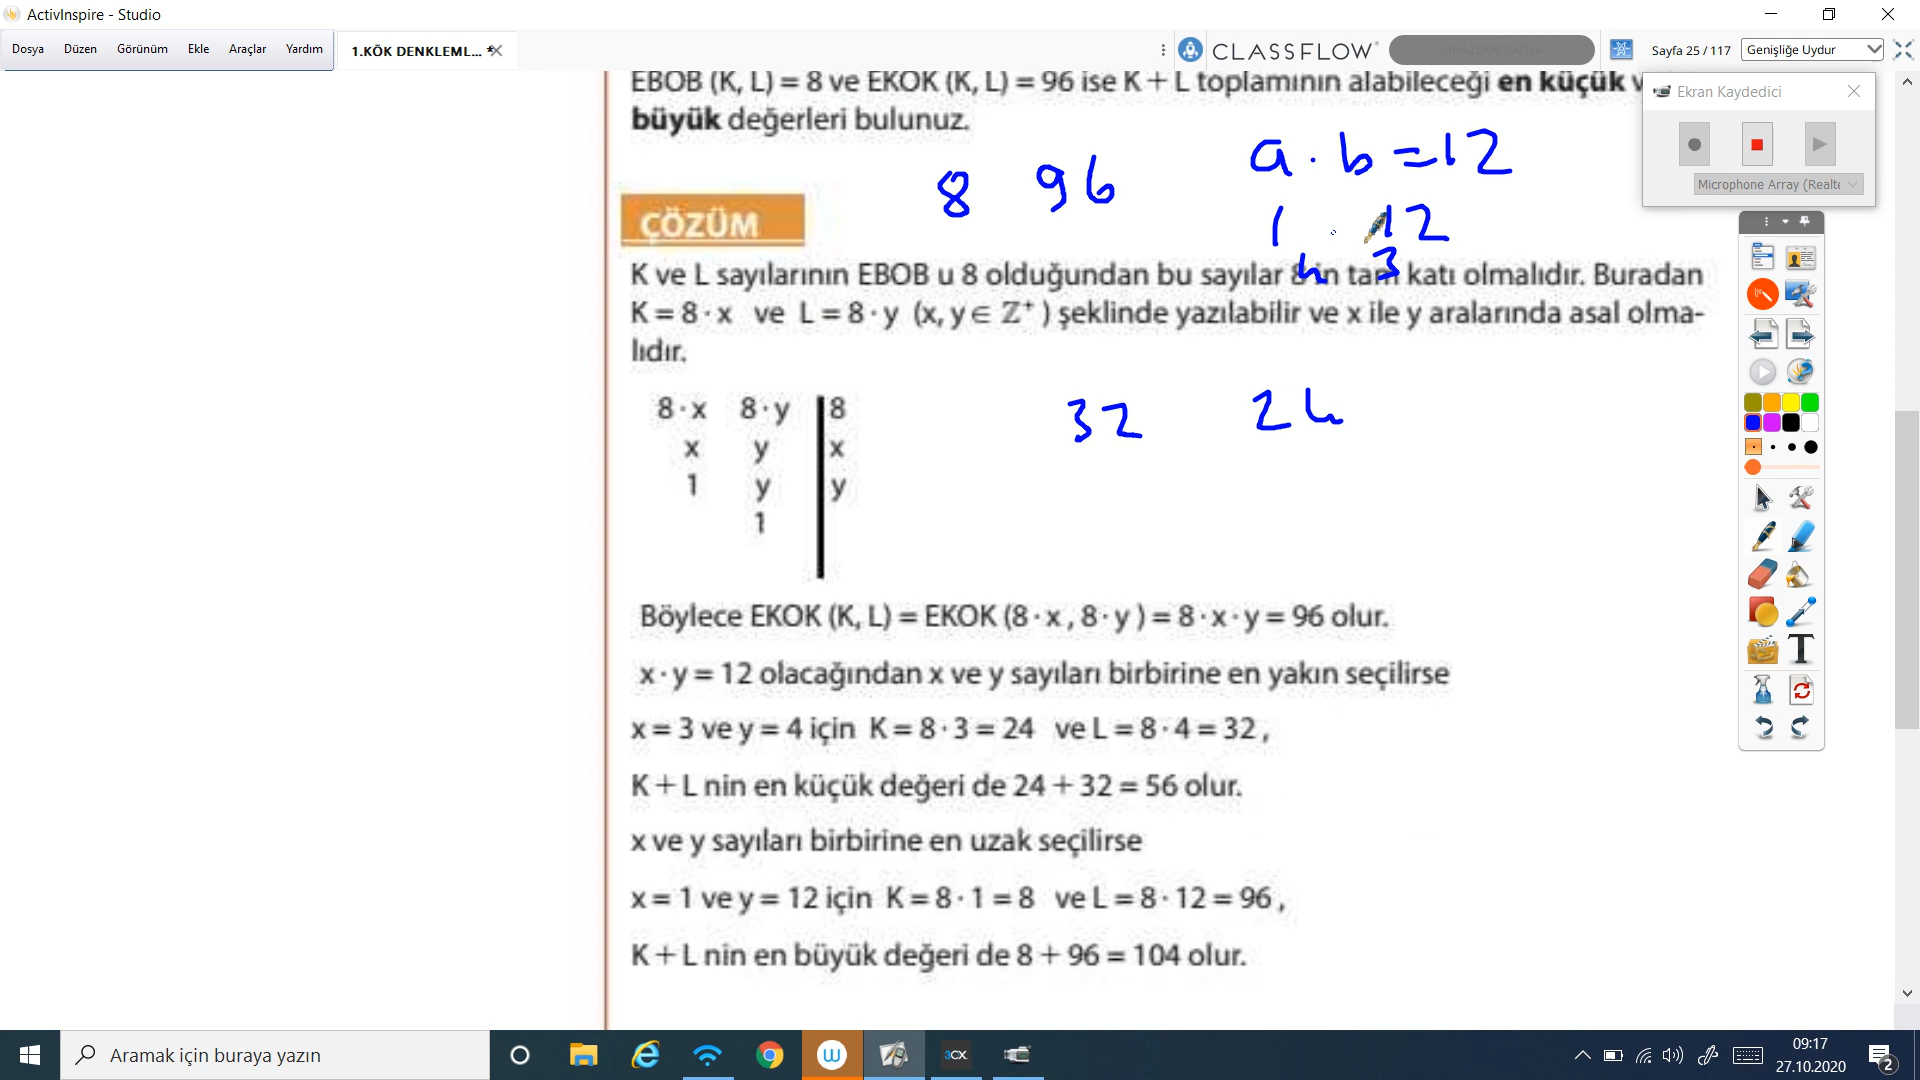 ActivInspire - Studio
Dosya Düzen Görünüm Ekle Araçlar Yardım
1.KÖK DENKLEML... *
CLASSFLOW
Sayfa 25 / 117
Genişliğe Uydur
EBOB (K, L) = 8 ve EKOK (K, L) = 96 ise K + L toplamının alabileceği en küçük v
büyük değerleri bulunuz.
Ekran Kaydedici
Microphone Array (Realte
a . b = 12
8 96
1 . 12
4 3
ÇÖZÜM
K ve L sayılarının EBOB u 8 olduğundan bu sayılar 8 in tam katı olmalıdır. Buradan
K = 8 · x ve L = 8 · y (x, y ∈ ℤ⁺ ) şeklinde yazılabilir ve x ile y aralarında asal olma-
lıdır.
32 24
8 · x 8 · y 8
x y x
1 y y
1
Böylece EKOK (K, L) = EKOK (8 · x , 8 · y ) = 8 · x · y = 96 olur.
x · y = 12 olacağından x ve y sayıları birbirine en yakın seçilirse
x = 3 ve y = 4 için K = 8 · 3 = 24 ve L = 8 · 4 = 32 ,
K + L nin en küçük değeri de 24 + 32 = 56 olur.
x ve y sayıları birbirine en uzak seçilirse
x = 1 ve y = 12 için K = 8 · 1 = 8 ve L = 8 · 12 = 96 ,
K + L nin en büyük değeri de 8 + 96 = 104 olur.
Aramak için buraya yazın
3CX
09:17
27.10.2020
2